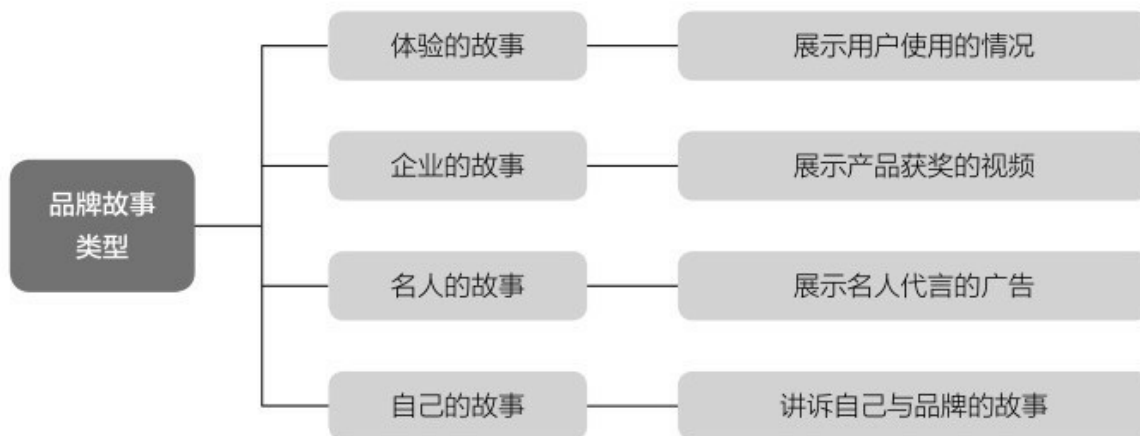 体验的故事
展示用户使用的情况
企业的故事
展示产品获奖的视频
品牌故事
类型
名人的故事
展示名人代言的广告
自己的故事
讲诉自己与品牌的故事